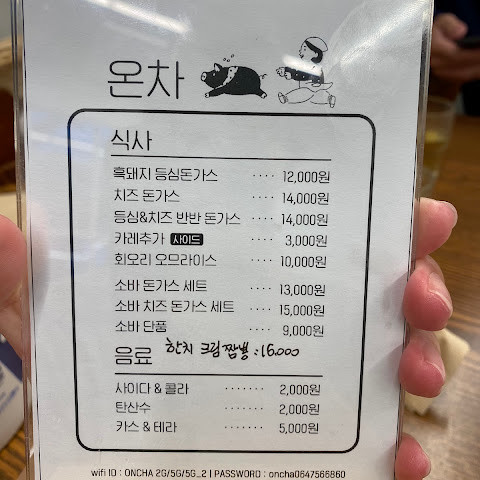 온차
식사
흑돼지 등심돈가스 ···· 12,000원
치즈 돈가스 ···· 14,000원
등심&치즈 반반 돈가스 ···· 14,000원
카레추가 사이드 ···· 3,000원
회오리 오므라이스 ···· 10,000원
소바 돈가스 세트 ···· 13,000원
소바 치즈 돈가스 세트 ···· 15,000원
소바 단품 ···· 9,000원
한치 크림 짬뽕 : 16,000
음료
사이다 & 콜라 ······· 2,000원
탄산수 ······· 2,000원
카스 & 테라 ······· 5,000원
wifi ID : ONCHA 2G/5G/5G_2 | PASSWORD : oncha0647566860